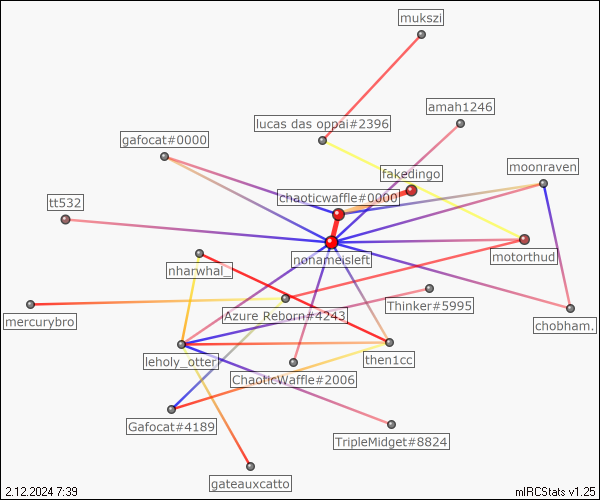 mukszi
amah1246
lucas das oppai#2396
gafocat#0000
moonraven
fakedingo
chaoticwaffle#0000
tt532
motorthud
nonameisleft
nharwhal_
Thinker#5995
Azure Reborn#4243
mercurybro
chobham.
leholy_otter
then1cc
ChaoticWaffle#2006
Gafocat#4189
TripleMidget#8824
gateauxcatto
2.12.2024 7:39
mIRCStats v1.25